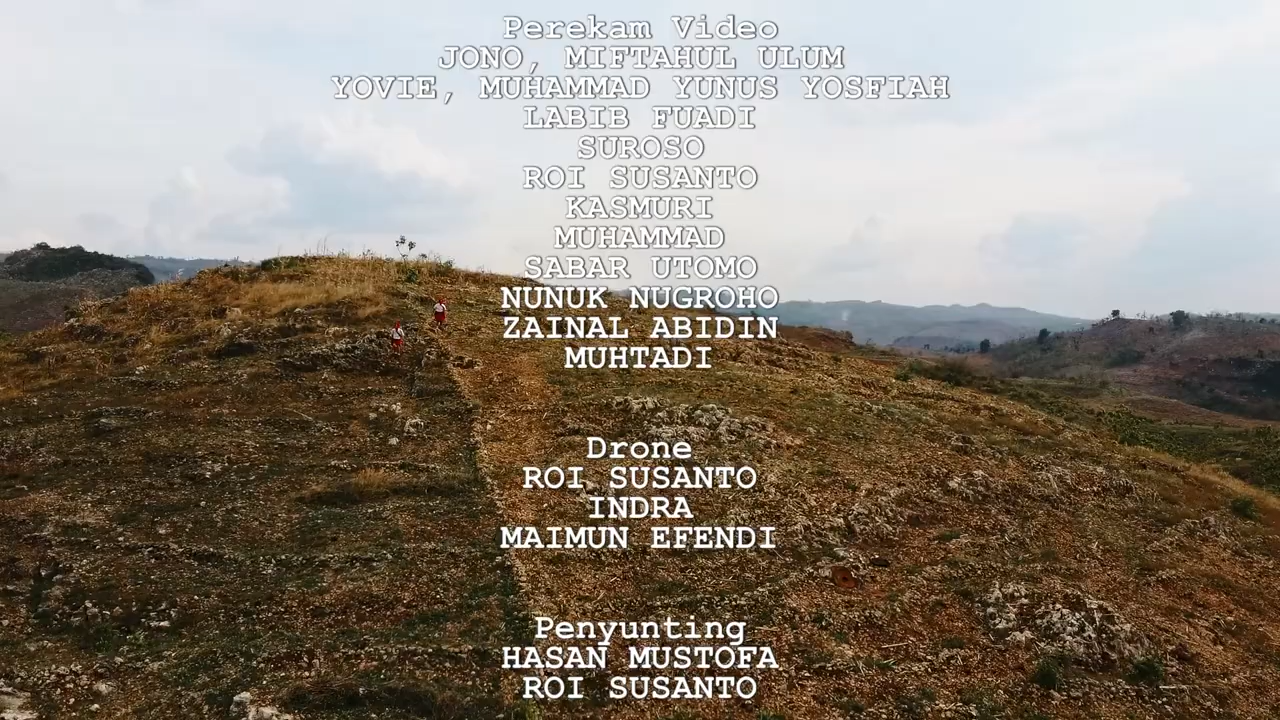 Perekam Video
JONO, MIFTAHUL ULUM
YOVIE, MUHAMMAD YUNUS YOSFIAH
LABIB FUADI
SUROSO
ROI SUSANTO
KASMURI
MUHAMMAD
SABAR UTOMO
NUNUK NUGROHO
ZAINAL ABIDIN
MUHTADI
Drone
ROI SUSANTO
INDRA
MAIMUN EFENDI
Penyunting
HASAN MUSTOFA
ROI SUSANTO